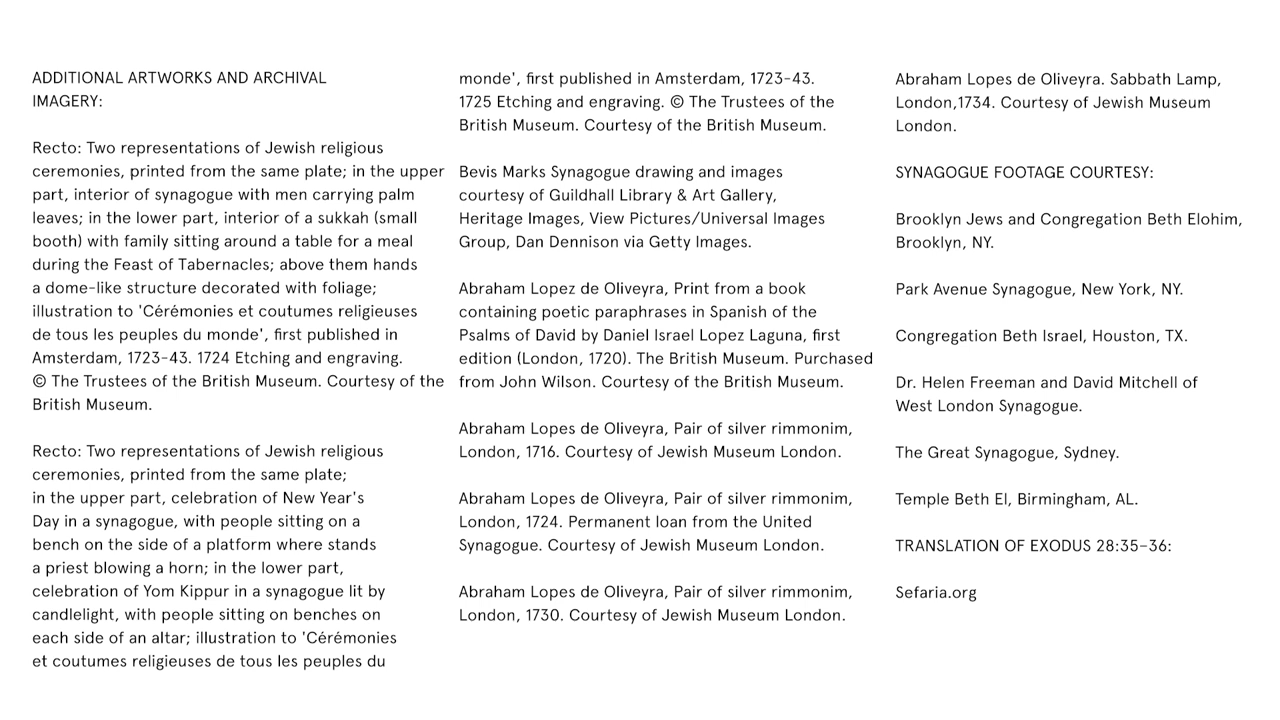 ADDITIONAL ARTWORKS AND ARCHIVAL
IMAGERY:
Recto: Two representations of Jewish religious
ceremonies, printed from the same plate; in the upper
part, interior of synagogue with men carrying palm
leaves; in the lower part, interior of a sukkah (small
booth) with family sitting around a table for a meal
during the Feast of Tabernacles; above them hands
a dome-like structure decorated with foliage;
illustration to 'Cérémonies et coutumes religieuses
de tous les peuples du monde', first published in
Amsterdam, 1723-43. 1724 Etching and engraving.
© The Trustees of the British Museum. Courtesy of the
British Museum.
Recto: Two representations of Jewish religious
ceremonies, printed from the same plate;
in the upper part, celebration of New Year's
Day in a synagogue, with people sitting on a
bench on the side of a platform where stands
a priest blowing a horn; in the lower part,
celebration of Yom Kippur in a synagogue lit by
candlelight, with people sitting on benches on
each side of an altar; illustration to 'Cérémonies
et coutumes religieuses de tous les peuples du
monde', first published in Amsterdam, 1723-43.
1725 Etching and engraving. © The Trustees of the
British Museum. Courtesy of the British Museum.
Bevis Marks Synagogue drawing and images
courtesy of Guildhall Library & Art Gallery,
Heritage Images, View Pictures/Universal Images
Group, Dan Dennison via Getty Images.
Abraham Lopez de Oliveyra, Print from a book
containing poetic paraphrases in Spanish of the
Psalms of David by Daniel Israel Lopez Laguna, first
edition (London, 1720). The British Museum. Purchased
from John Wilson. Courtesy of the British Museum.
Abraham Lopes de Oliveyra, Pair of silver rimmonim,
London, 1716. Courtesy of Jewish Museum London.
Abraham Lopes de Oliveyra, Pair of silver rimmonim,
London, 1724. Permanent loan from the United
Synagogue. Courtesy of Jewish Museum London.
Abraham Lopes de Oliveyra, Pair of silver rimmonim,
London, 1730. Courtesy of Jewish Museum London.
Abraham Lopes de Oliveyra. Sabbath Lamp,
London,1734. Courtesy of Jewish Museum
London.
SYNAGOGUE FOOTAGE COURTESY:
Brooklyn Jews and Congregation Beth Elohim,
Brooklyn, NY.
Park Avenue Synagogue, New York, NY.
Congregation Beth Israel, Houston, TX.
Dr. Helen Freeman and David Mitchell of
West London Synagogue.
The Great Synagogue, Sydney.
Temple Beth El, Birmingham, AL.
TRANSLATION OF EXODUS 28:35-36:
Sefaria.org